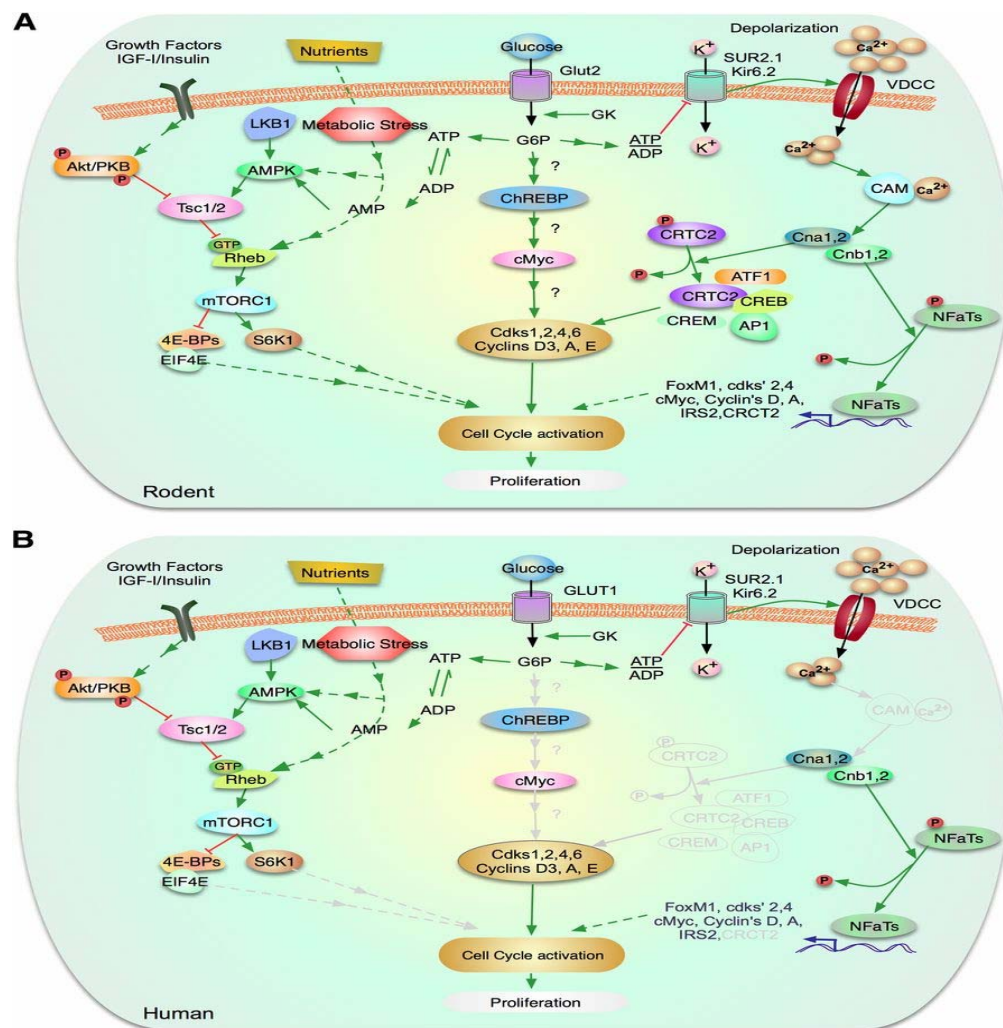 A
Growth Factors
IGF-I/Insulin
Nutrients
Glucose
Glut2
K+
SUR2.1
Kir6.2
Depolarization
Ca2+
VDCC
LKB1
Metabolic Stress
ATP
G6P
GK
ATP
ADP
K+
Ca2+
P
Akt/PKB
P
AMPK
ADP
?
CAM
Ca2+
Tsc1/2
AMP
ChREBP
P
CRTC2
Cna1,2
Cnb1,2
GTP
Rheb
?
cMyc
P
ATF1
CRTC2
CREB
mTORC1
?
CREM
AP1
P
NFaTs
4E-BPs
EIF4E
S6K1
Cdks1,2,4,6
Cyclins D3, A, E
P
FoxM1, cdks' 2,4
cMyc, Cyclin's D, A,
IRS2,CRCT2
NFaTs
Cell Cycle activation
Proliferation
Rodent
B
Growth Factors
IGF-I/Insulin
Nutrients
Glucose
GLUT1
K+
SUR2.1
Kir6.2
Depolarization
Ca2+
VDCC
LKB1
Metabolic Stress
ATP
G6P
GK
ATP
ADP
K+
Ca2+
P
Akt/PKB
P
AMPK
ADP
?
CAM
Ca2+
Tsc1/2
AMP
ChREBP
P
CRTC2
Cna1,2
Cnb1,2
GTP
Rheb
?
cMyc
P
ATF1
CRTC2
CREB
mTORC1
?
CREM
AP1
P
NFaTs
4E-BPs
EIF4E
S6K1
Cdks1,2,4,6
Cyclins D3, A, E
P
FoxM1, cdks' 2,4
cMyc, Cyclin's D, A,
IRS2,CRCT2
NFaTs
Cell Cycle activation
Proliferation
Human